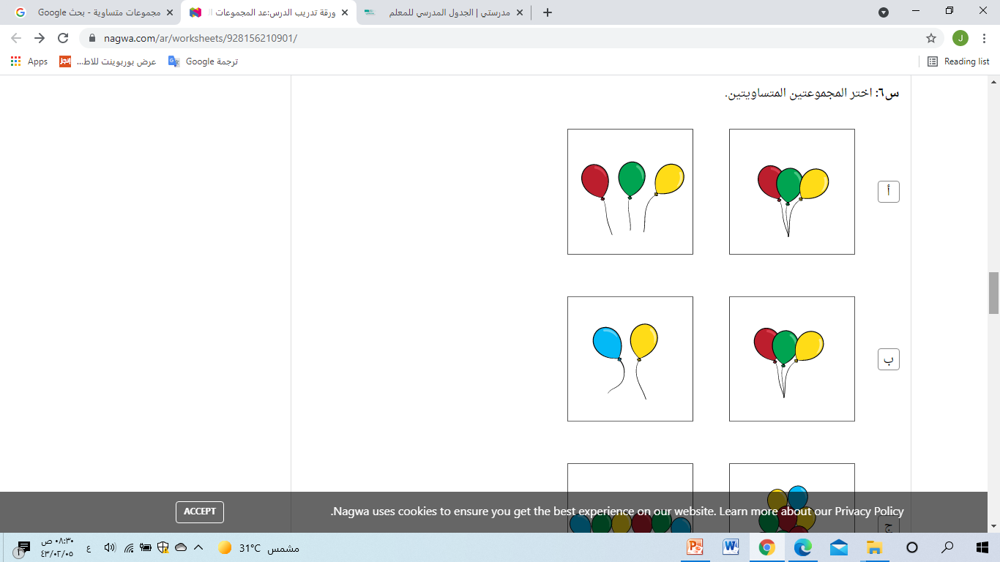 مجموعات متساوية - بحث Google
ورقة تدريب الدرس:عد المجموعات ال
مدرستي | الجدول المدرسي للمعلم
nagwa.com/ar/worksheets/928156210901/
J
Apps
عرض بوربوينت للاط...
ترجمة Google
Reading list
س٦: اختر المجموعتين المتساويتين.
أ
ب
ج
Nagwa uses cookies to ensure you get the best experience on our website. Learn more about our Privacy Policy.
ACCEPT
٠٨:٣٠ ص
٤٣/٠٢/٠٥
١
ع
31°C مشمس